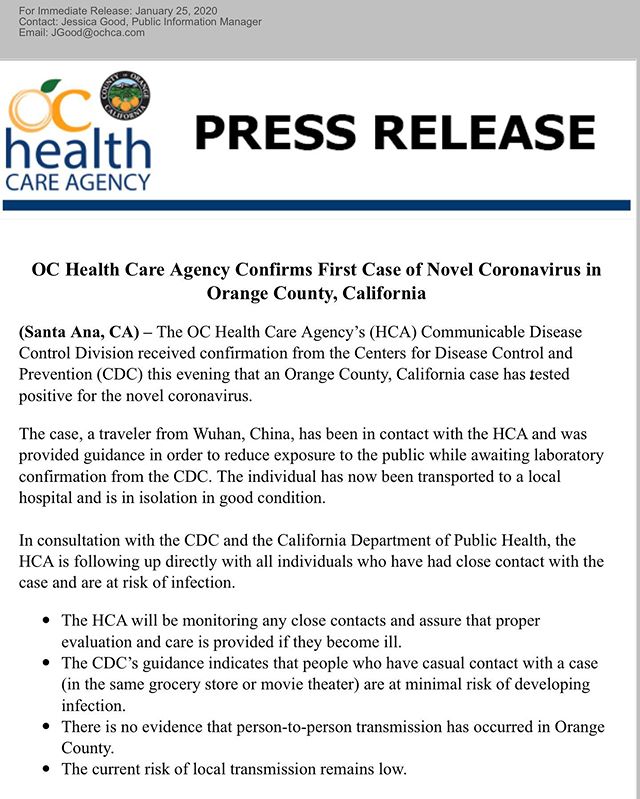 For Immediate Release: January 25, 2020
Contact: Jessica Good, Public Information Manager
Email: JGood@ochca.com
COUNTY OF ORANGE
CALIFORNIA
OC
health
CARE AGENCY
PRESS RELEASE
OC Health Care Agency Confirms First Case of Novel Coronavirus in
Orange County, California
(Santa Ana, CA) – The OC Health Care Agency’s (HCA) Communicable Disease
Control Division received confirmation from the Centers for Disease Control and
Prevention (CDC) this evening that an Orange County, California case has tested
positive for the novel coronavirus.
The case, a traveler from Wuhan, China, has been in contact with the HCA and was
provided guidance in order to reduce exposure to the public while awaiting laboratory
confirmation from the CDC. The individual has now been transported to a local
hospital and is in isolation in good condition.
In consultation with the CDC and the California Department of Public Health, the
HCA is following up directly with all individuals who have had close contact with the
case and are at risk of infection.
• The HCA will be monitoring any close contacts and assure that proper
evaluation and care is provided if they become ill.
• The CDC’s guidance indicates that people who have casual contact with a case
(in the same grocery store or movie theater) are at minimal risk of developing
infection.
• There is no evidence that person-to-person transmission has occurred in Orange
County.
• The current risk of local transmission remains low.